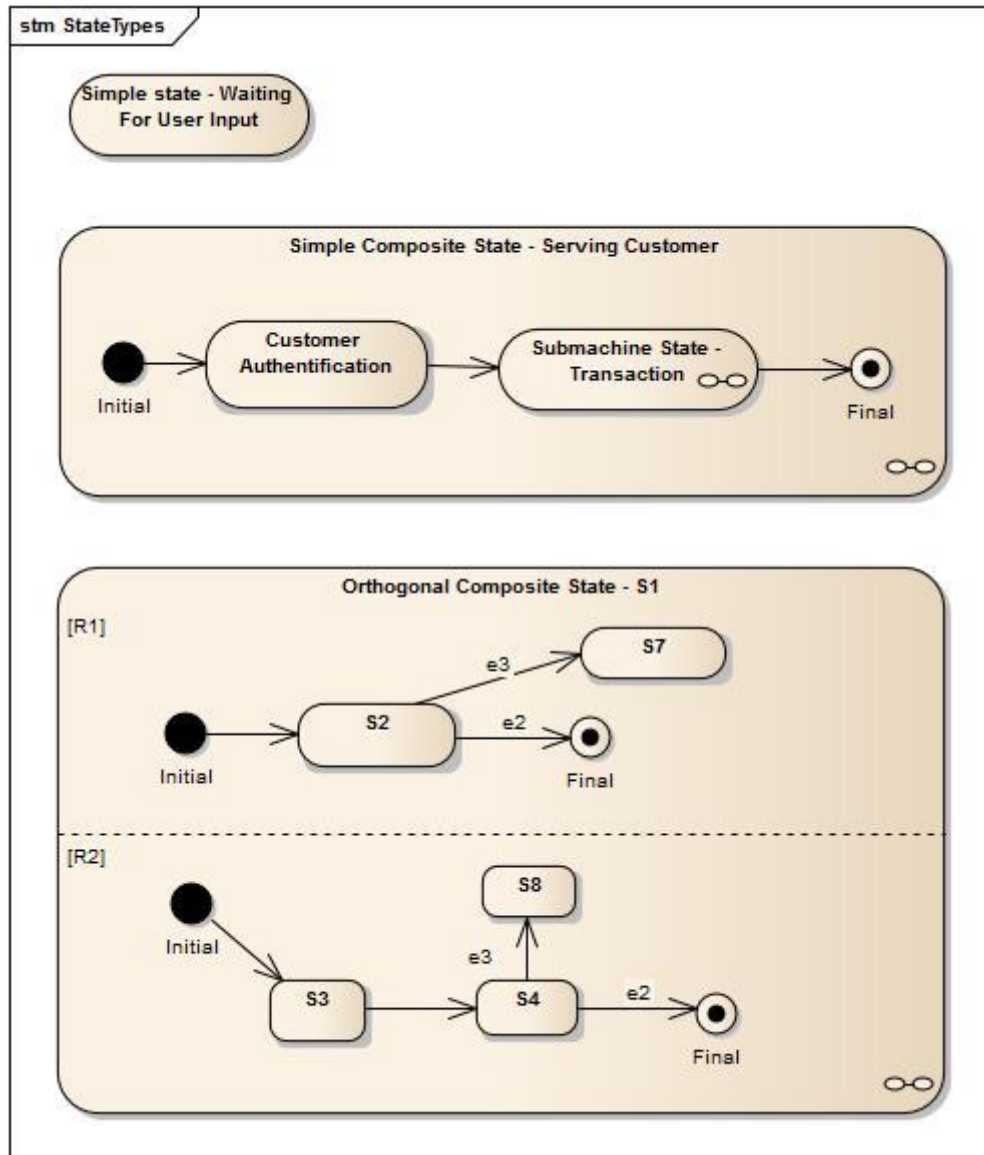 stm StateTypes
Simple state - Waiting
For User Input
Simple Composite State - Serving Customer
Customer
Authentification
Submachine State -
Transaction
Initial
Final
Orthogonal Composite State - S1
[R1]
S7
e3
S2
e2
Initial
Final
[R2]
S8
Initial
e3
S3
S4
e2
Final